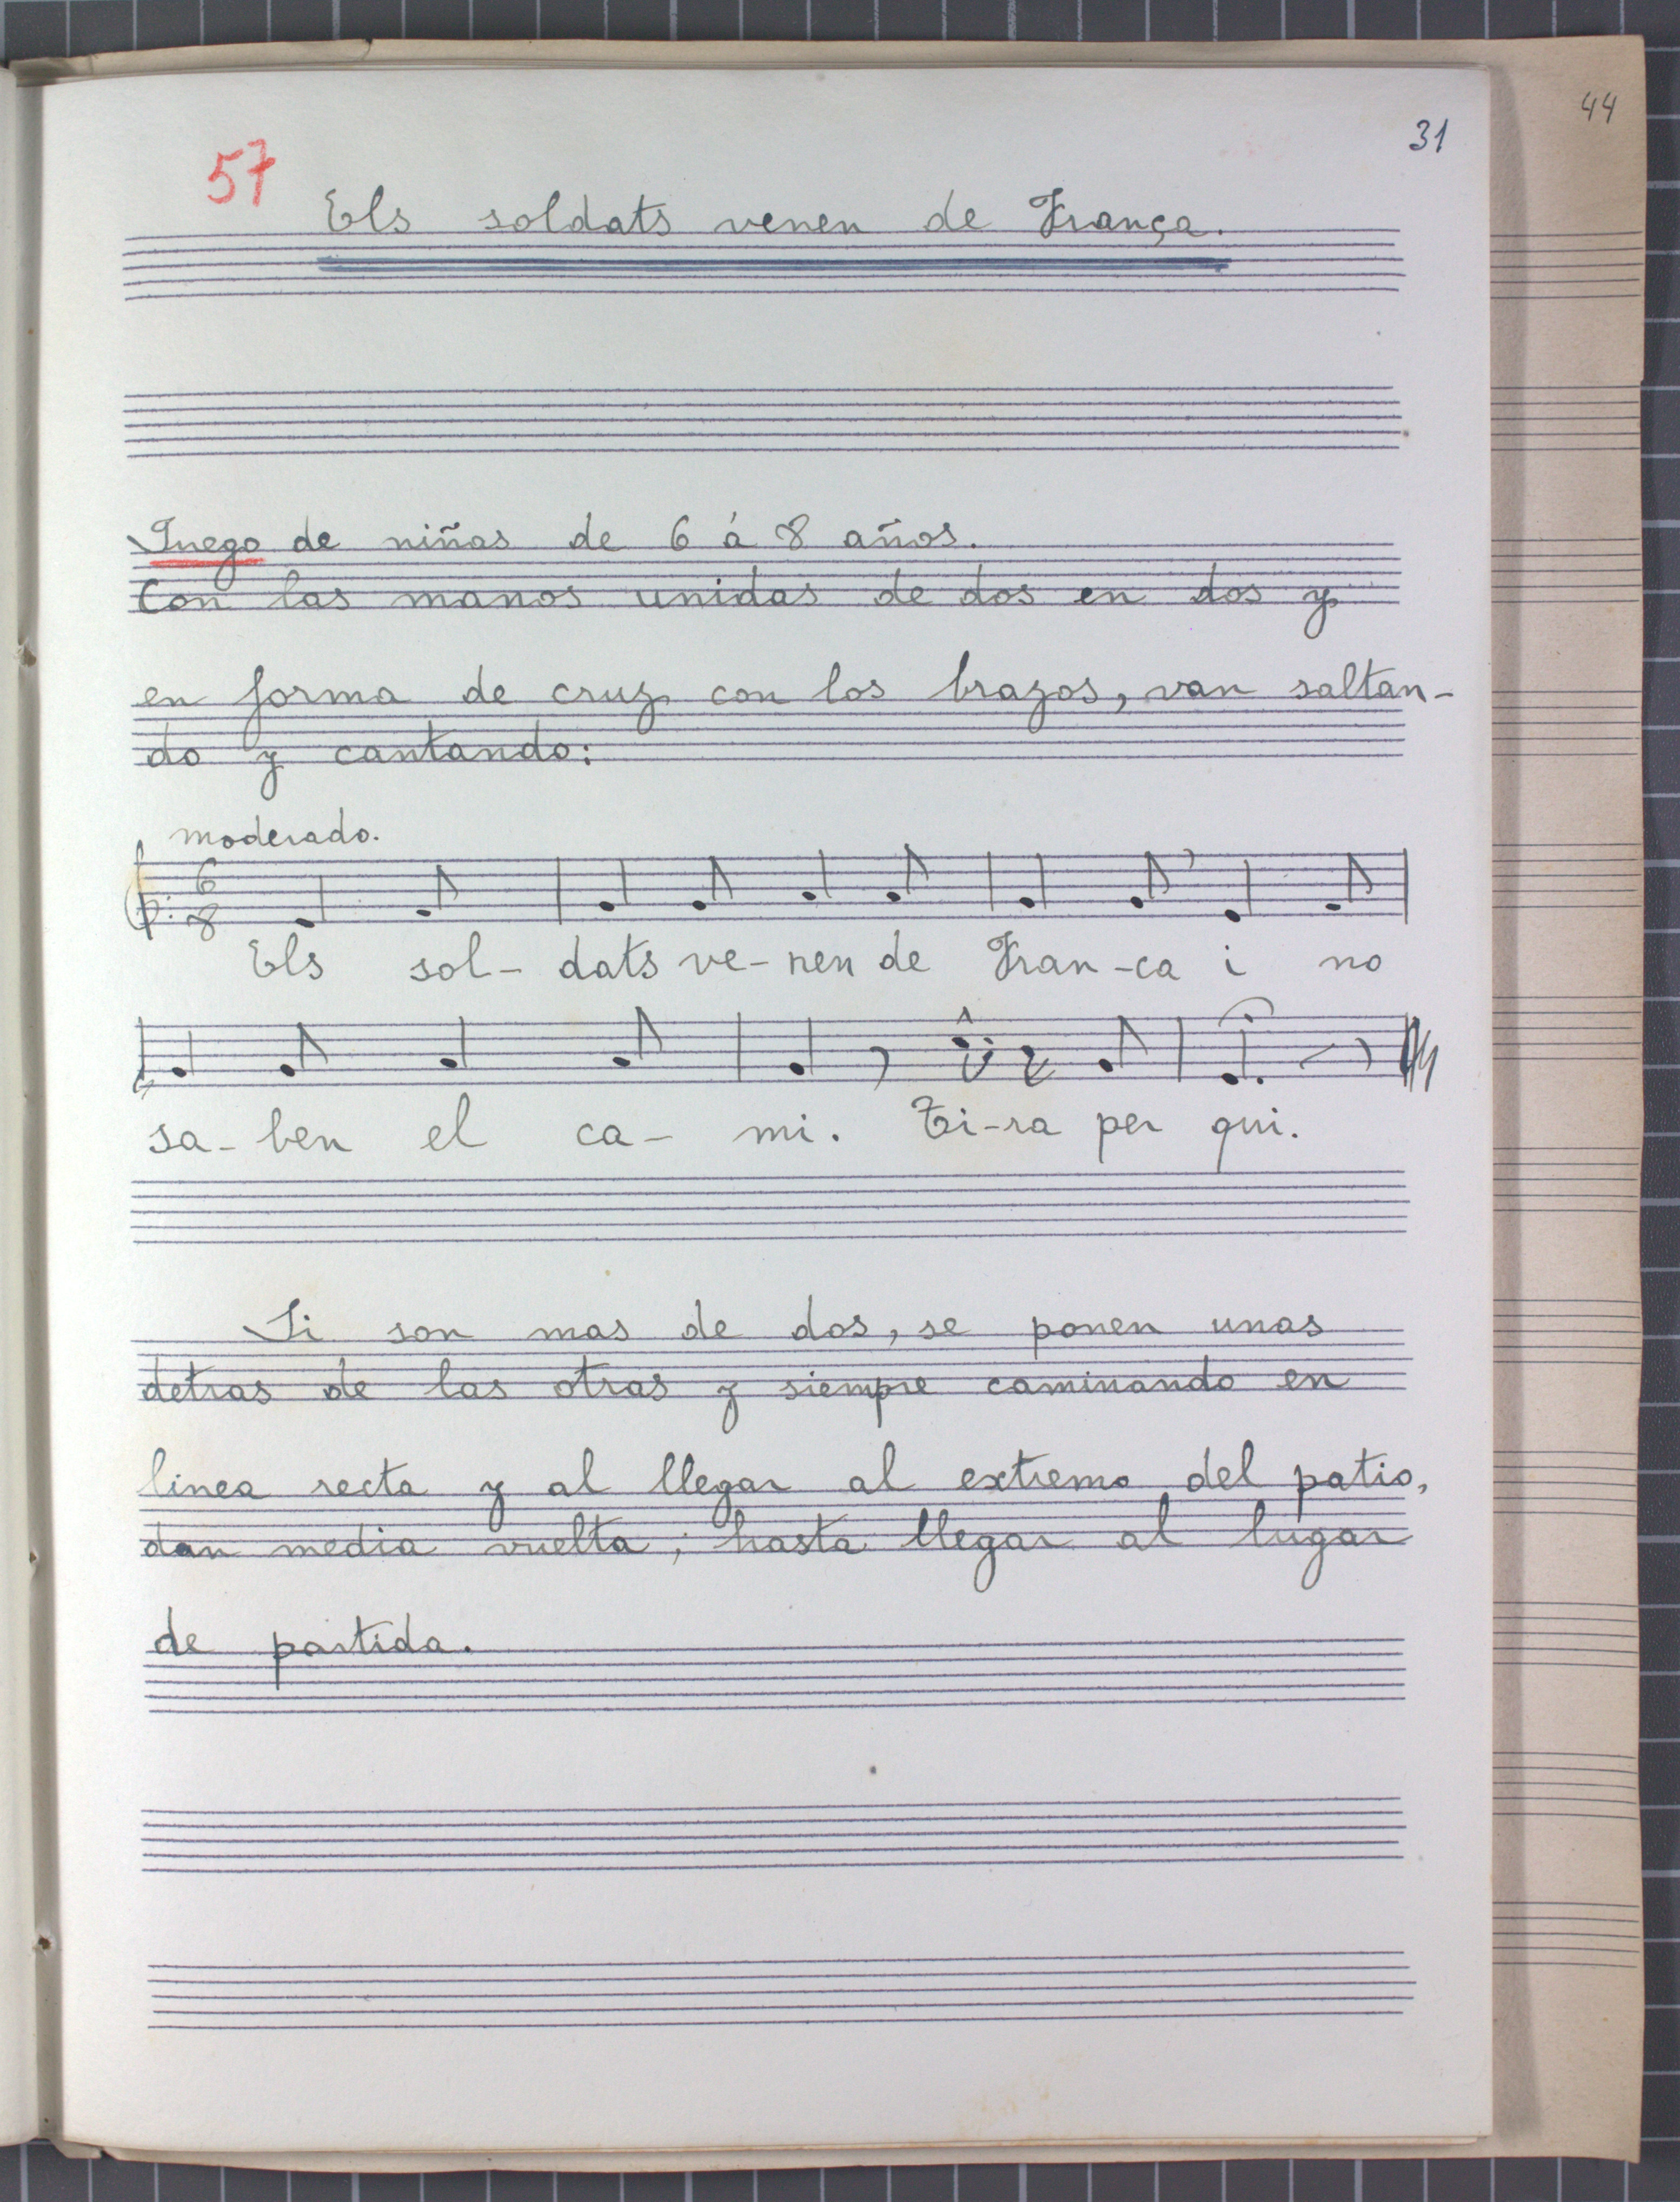 44
31
57
Els soldats venen de França.
Juego de niñas de 6 á 8 años.
Con las manos unidas de dos en dos y
en forma de cruz con los brazos, van saltan-
do y cantando:
moderado.
6
8
Els sol- dats ve-nen de Fran-ca i no
sa- ben el ca- mi. Ti-ra per qui.
Si son mas de dos, se ponen unas
detras de las otras y siempre caminando en
linea recta y al llegar al extremo del patio,
dan media vuelta, hasta llegar al lugar
de partida.